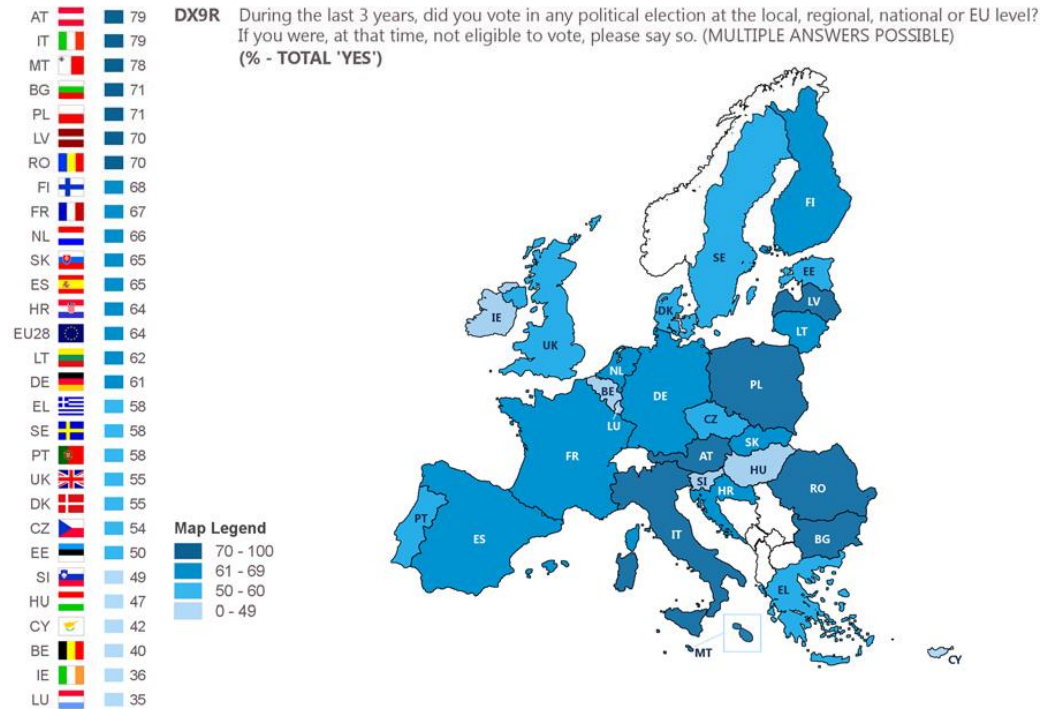 DX9R During the last 3 years, did you vote in any political election at the local, regional, national or EU level?
If you were, at that time, not eligible to vote, please say so. (MULTIPLE ANSWERS POSSIBLE)
(% - TOTAL 'YES')
AT 79
IT 79
MT 78
BG 71
PL 71
LV 70
RO 70
FI 68
FR 67
NL 66
SK 65
ES 65
HR 64
EU28 64
LT 62
DE 61
EL 58
SE 58
PT 58
UK 55
DK 55
CZ 54
EE 50
SI 49
HU 47
CY 42
BE 40
IE 36
LU 35
Map Legend
70 - 100
61 - 69
50 - 60
0 - 49
FI
SE
EE
LV
DK
LT
IE
UK
NL
PL
BE
DE
LU
CZ
SK
FR
AT
HU
SI
HR
RO
PT
ES
IT
BG
EL
MT
CY